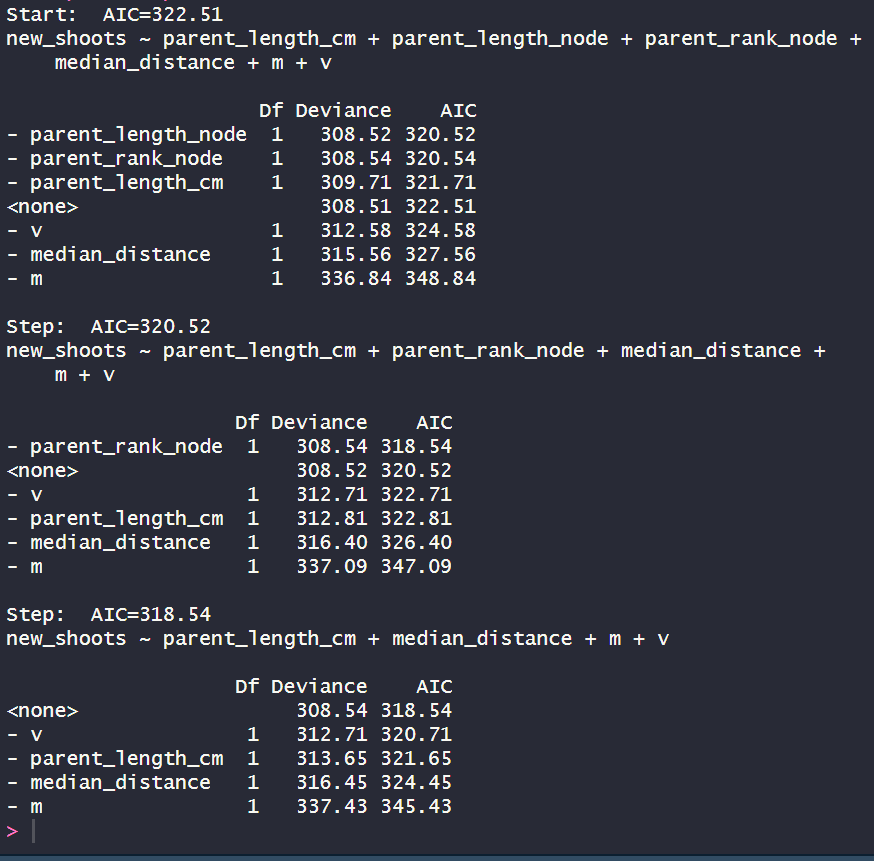 Start:  AIC=322.51
new_shoots ~ parent_length_cm + parent_length_node + parent_rank_node +
    median_distance + m + v
                     Df Deviance    AIC
- parent_length_node  1   308.52 320.52
- parent_rank_node    1   308.54 320.54
- parent_length_cm    1   309.71 321.71
<none>                    308.51 322.51
- v                   1   312.58 324.58
- median_distance     1   315.56 327.56
- m                   1   336.84 348.84
Step:  AIC=320.52
new_shoots ~ parent_length_cm + parent_rank_node + median_distance +
    m + v
                   Df Deviance    AIC
- parent_rank_node  1   308.54 318.54
<none>                  308.52 320.52
- v                 1   312.71 322.71
- parent_length_cm  1   312.81 322.81
- median_distance   1   316.40 326.40
- m                 1   337.09 347.09
Step:  AIC=318.54
new_shoots ~ parent_length_cm + median_distance + m + v
                   Df Deviance    AIC
<none>                  308.54 318.54
- v                 1   312.71 320.71
- parent_length_cm  1   313.65 321.65
- median_distance   1   316.45 324.45
- m                 1   337.43 345.43
>